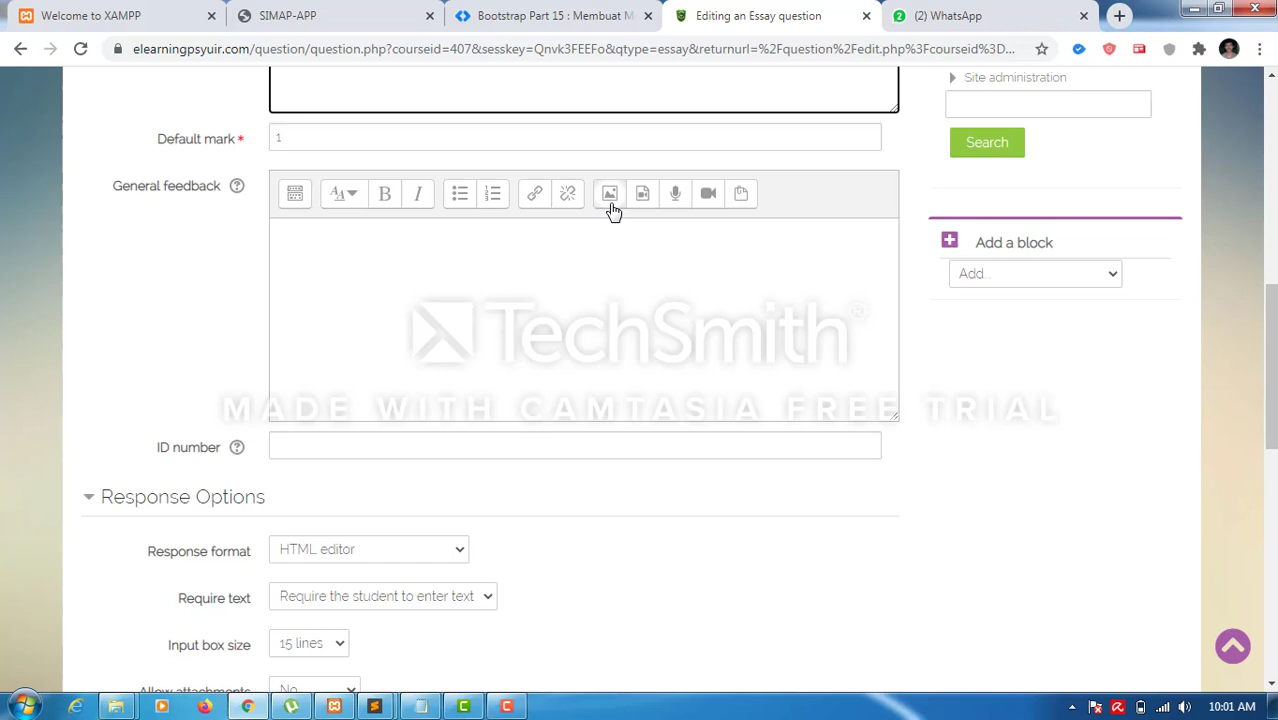 Welcome to XAMPP
SIMAP-APP
Bootstrap Part 15: Membuat M
Editing an Essay question
(2) WhatsApp
elearningpsyuir.com/question/question.php?courseid=407&sesskey=Qnvk3FEEFo&qtype=essay&returnurl=%2Fquestion%2Fedit.php%3Fcourseid%3D...
Site administration
Search
Default mark *
1
General feedback
B I
Add a block
Add...
TechSmith®
MADE WITH CAMTASIA FREE TRIAL
ID number
Response Options
Response format
HTML editor
Require text
Require the student to enter text
Input box size
15 lines
Allow attachments
No
10:01 AM